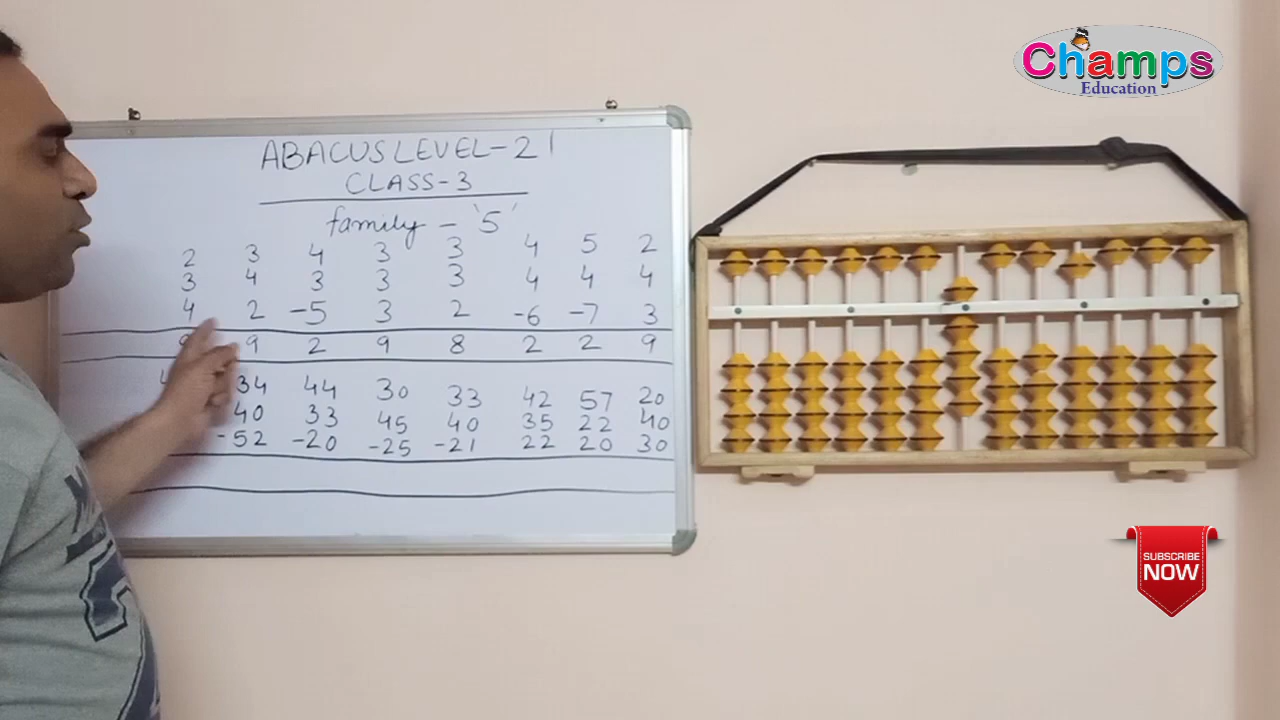 Champs
Education
ABACUS LEVEL-2
CLASS-3
family - '5'
2 3 4 3 3 4 5 2
3 4 3 3 3 4 4 4
4 2 -5 3 2 -6 -7 3
9 2 9 8 2 2 9
34 44 30 33 42 57 20
40 33 45 40 35 22 40
-52 -20 -25 -21 22 20 30
SUBSCRIBE
NOW